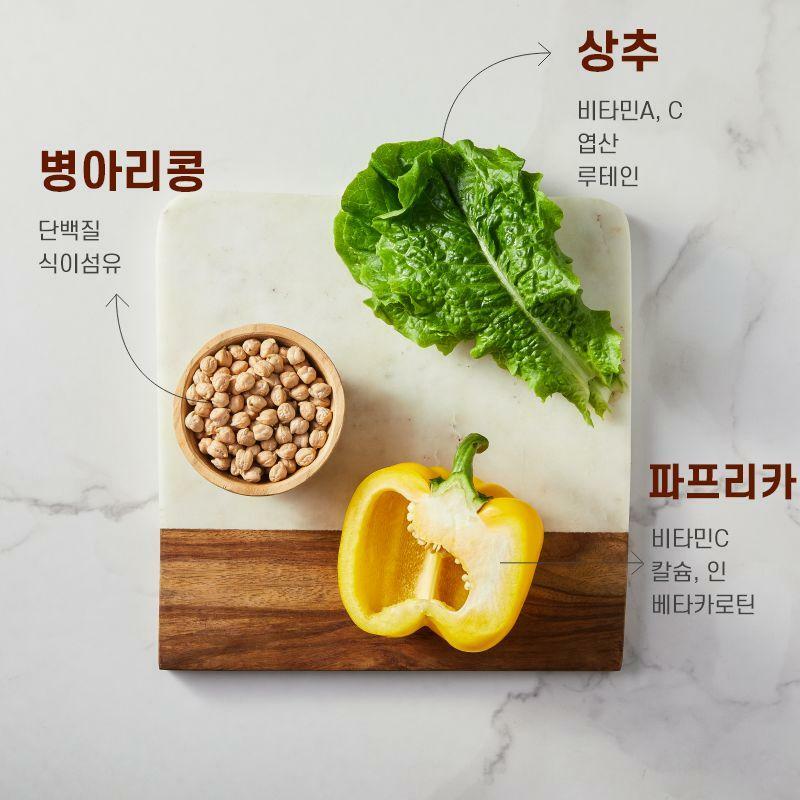 상추
비타민A, C
엽산
루테인
병아리콩
단백질
식이섬유
파프리카
비타민C
칼슘, 인
베타카로틴